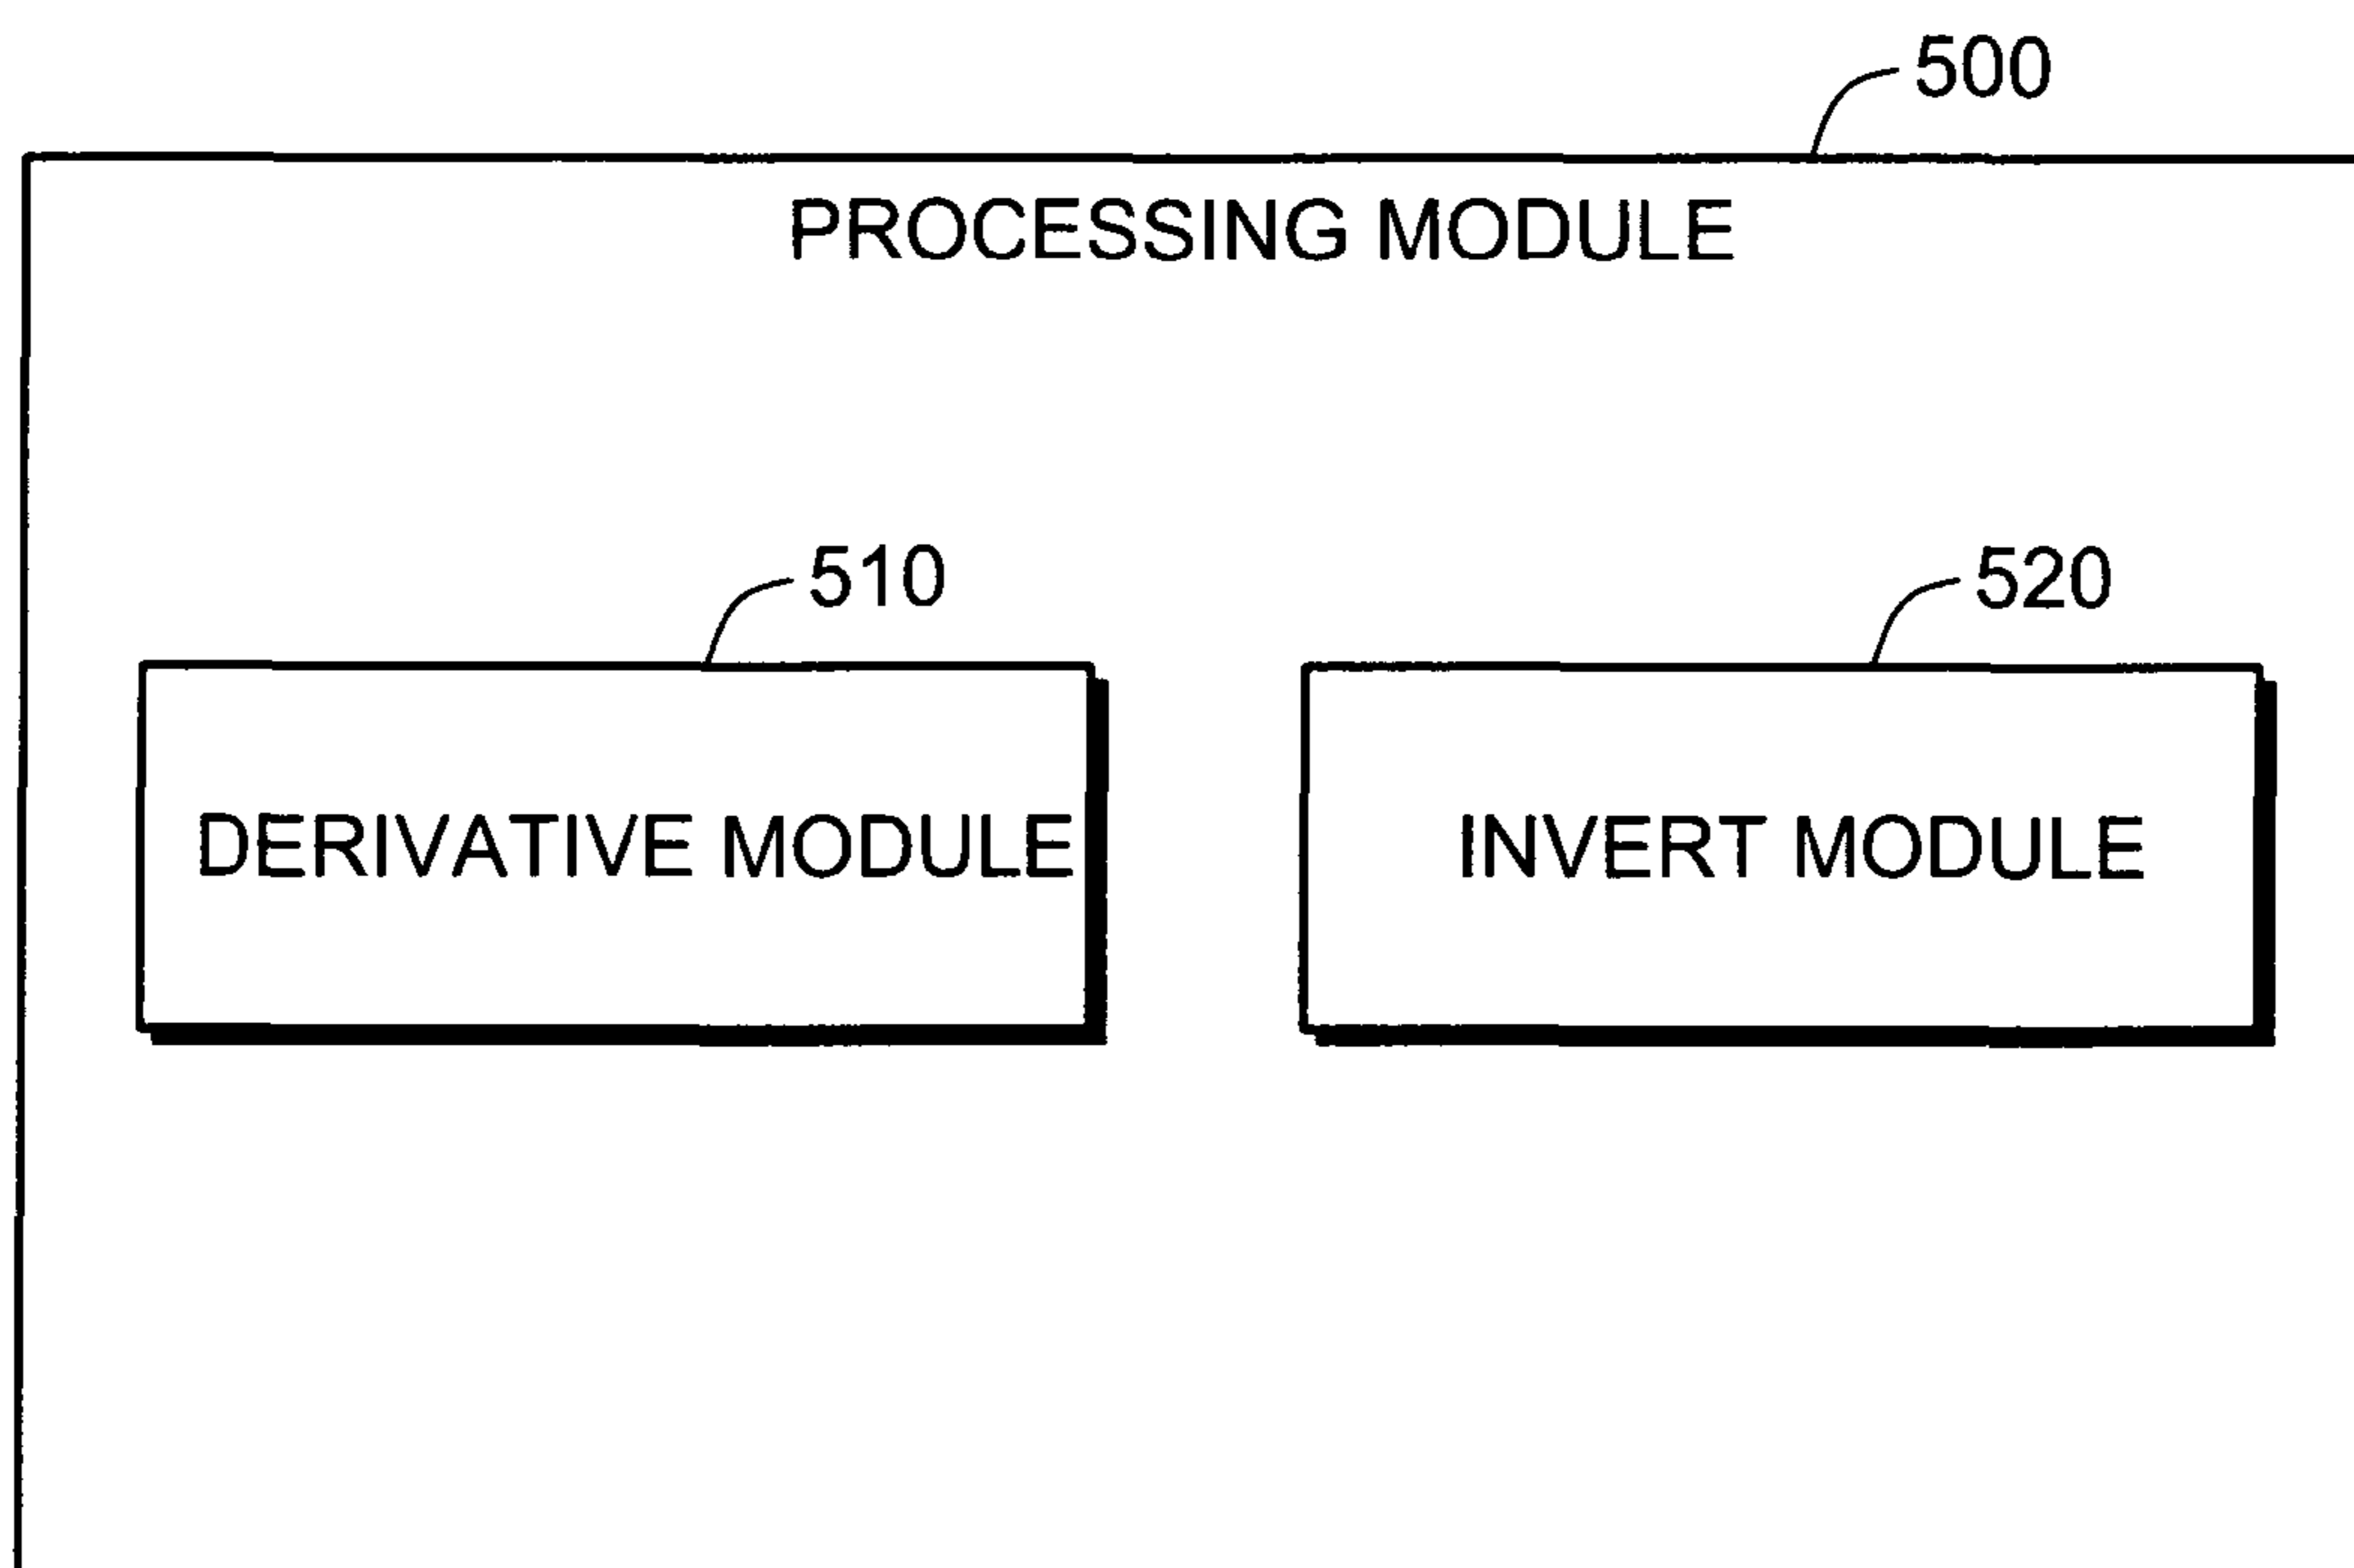 500
PROCESSING MODULE
510
520
DERIVATIVE MODULE
INVERT MODULE